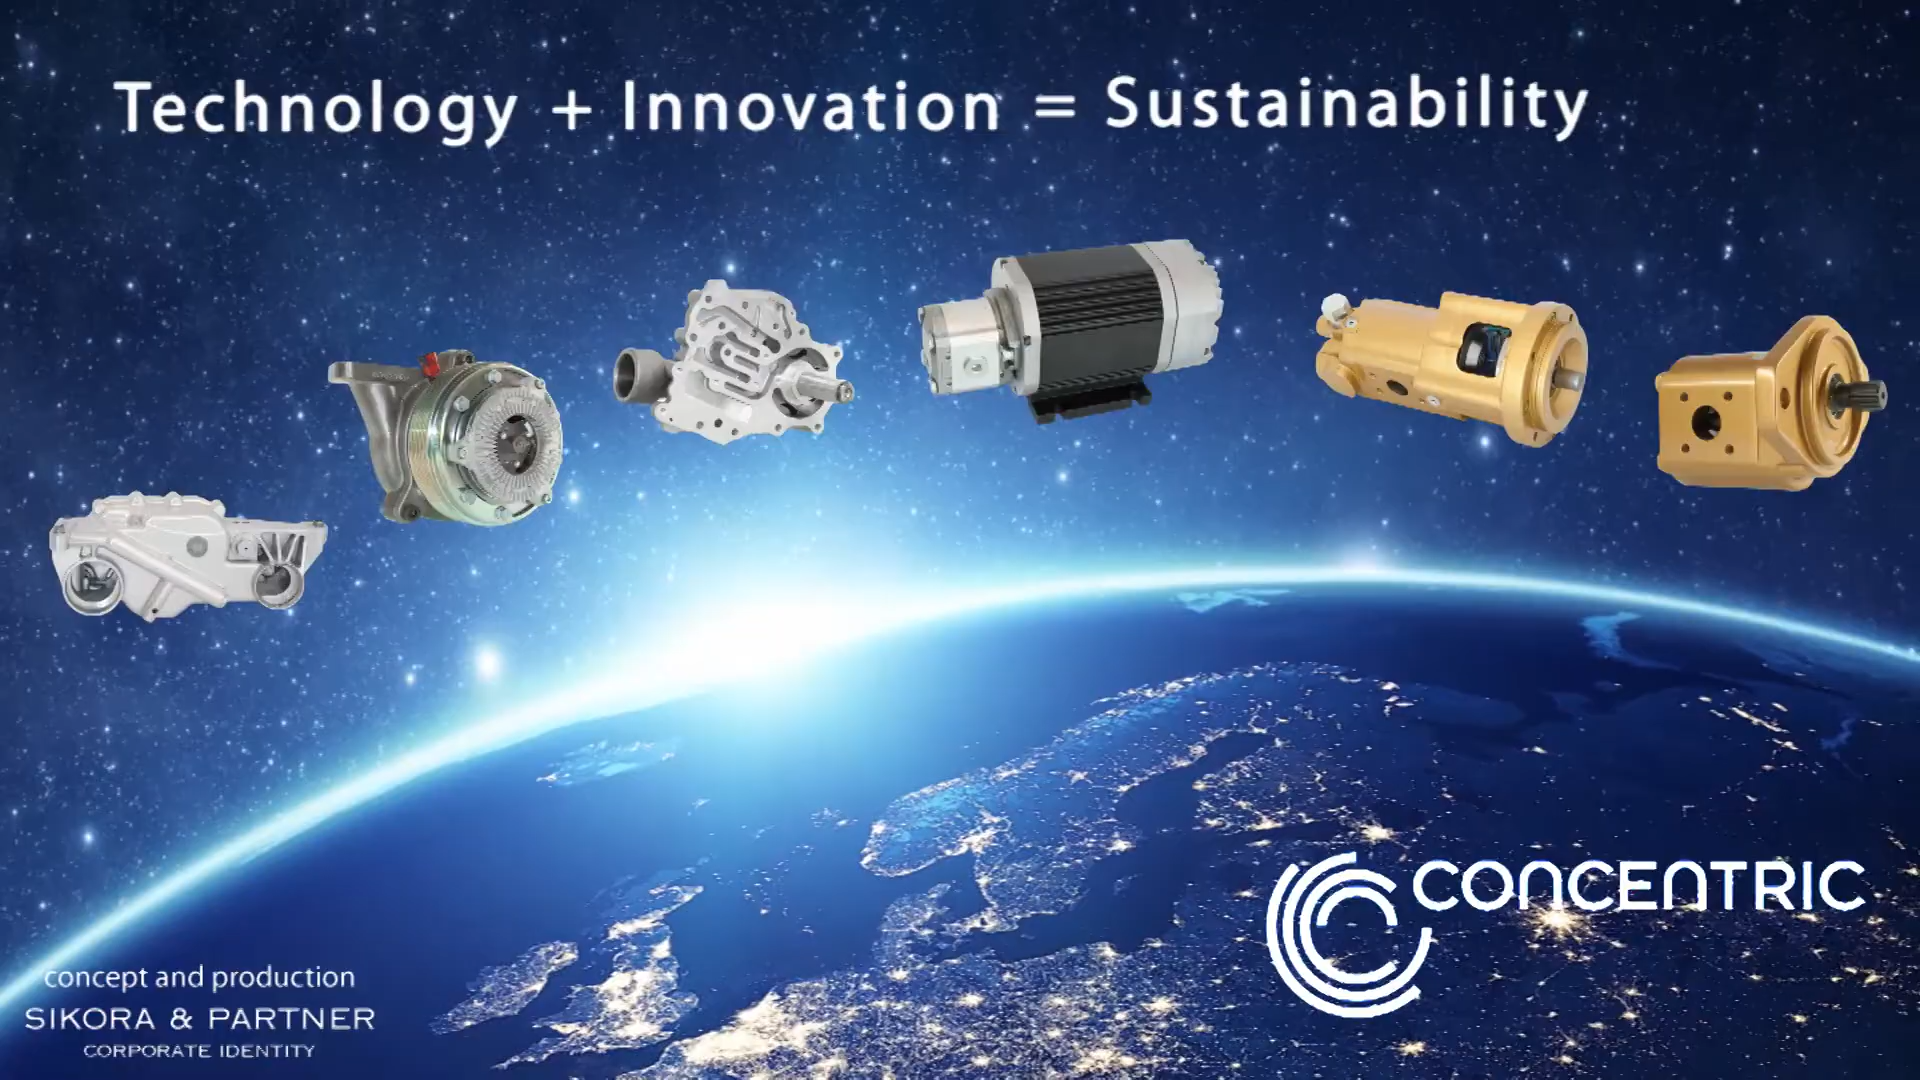 Technology + Innovation = Sustainability
CONCENTRIC
concept and production
SIKORA & PARTNER
CORPORATE IDENTITY